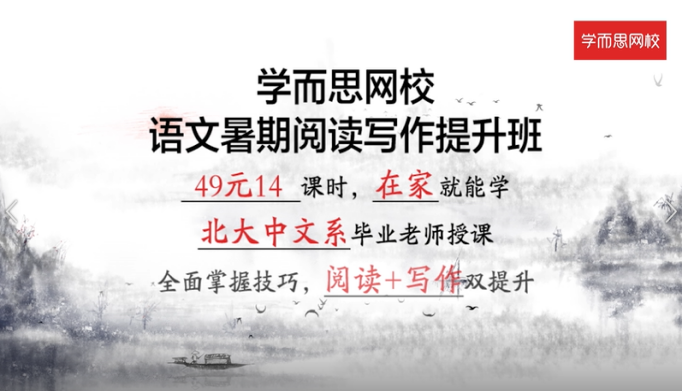 学而思网校
学而思网校
语文暑期阅读写作提升班
49元14 课时，在家就能学
北大中文系毕业老师授课
全面掌握技巧，阅读+写作双提升